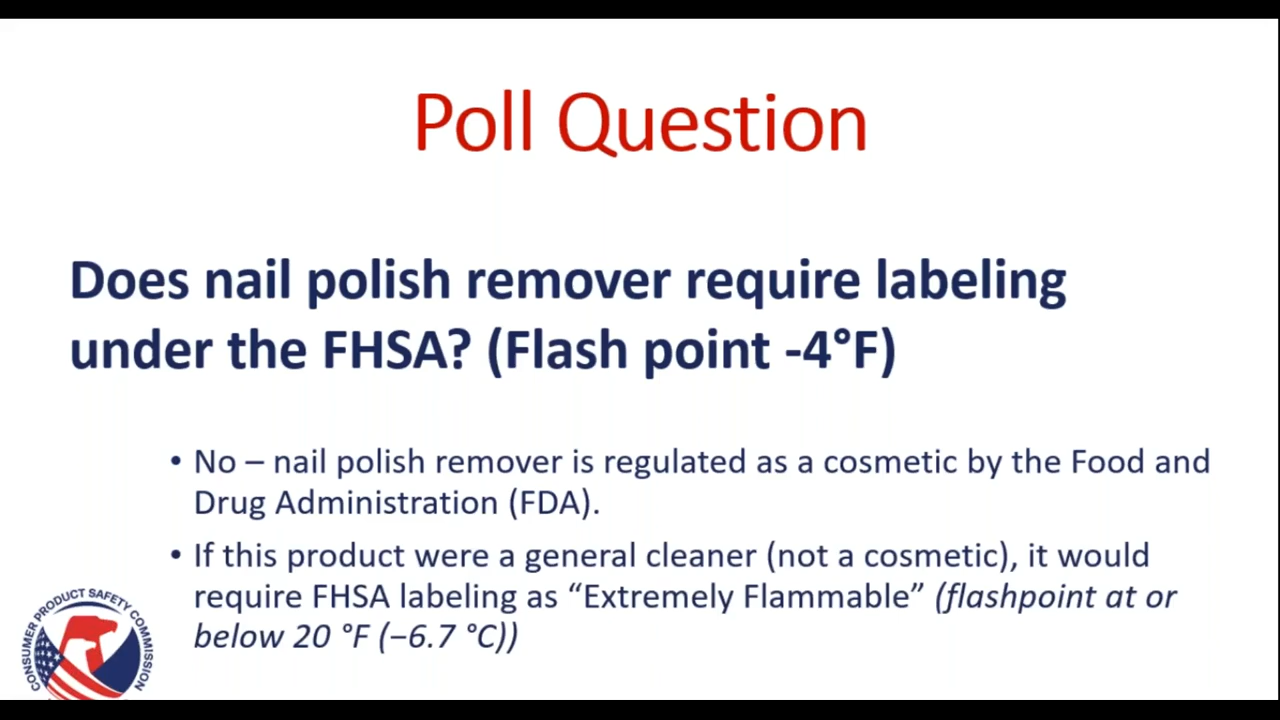 Poll Question
Does nail polish remover require labeling
under the FHSA? (Flash point -4°F)
• No – nail polish remover is regulated as a cosmetic by the Food and
Drug Administration (FDA).
• If this product were a general cleaner (not a cosmetic), it would
require FHSA labeling as “Extremely Flammable” (flashpoint at or
below 20 °F (−6.7 °C))
CONSUMER PRODUCT SAFETY COMMISSION